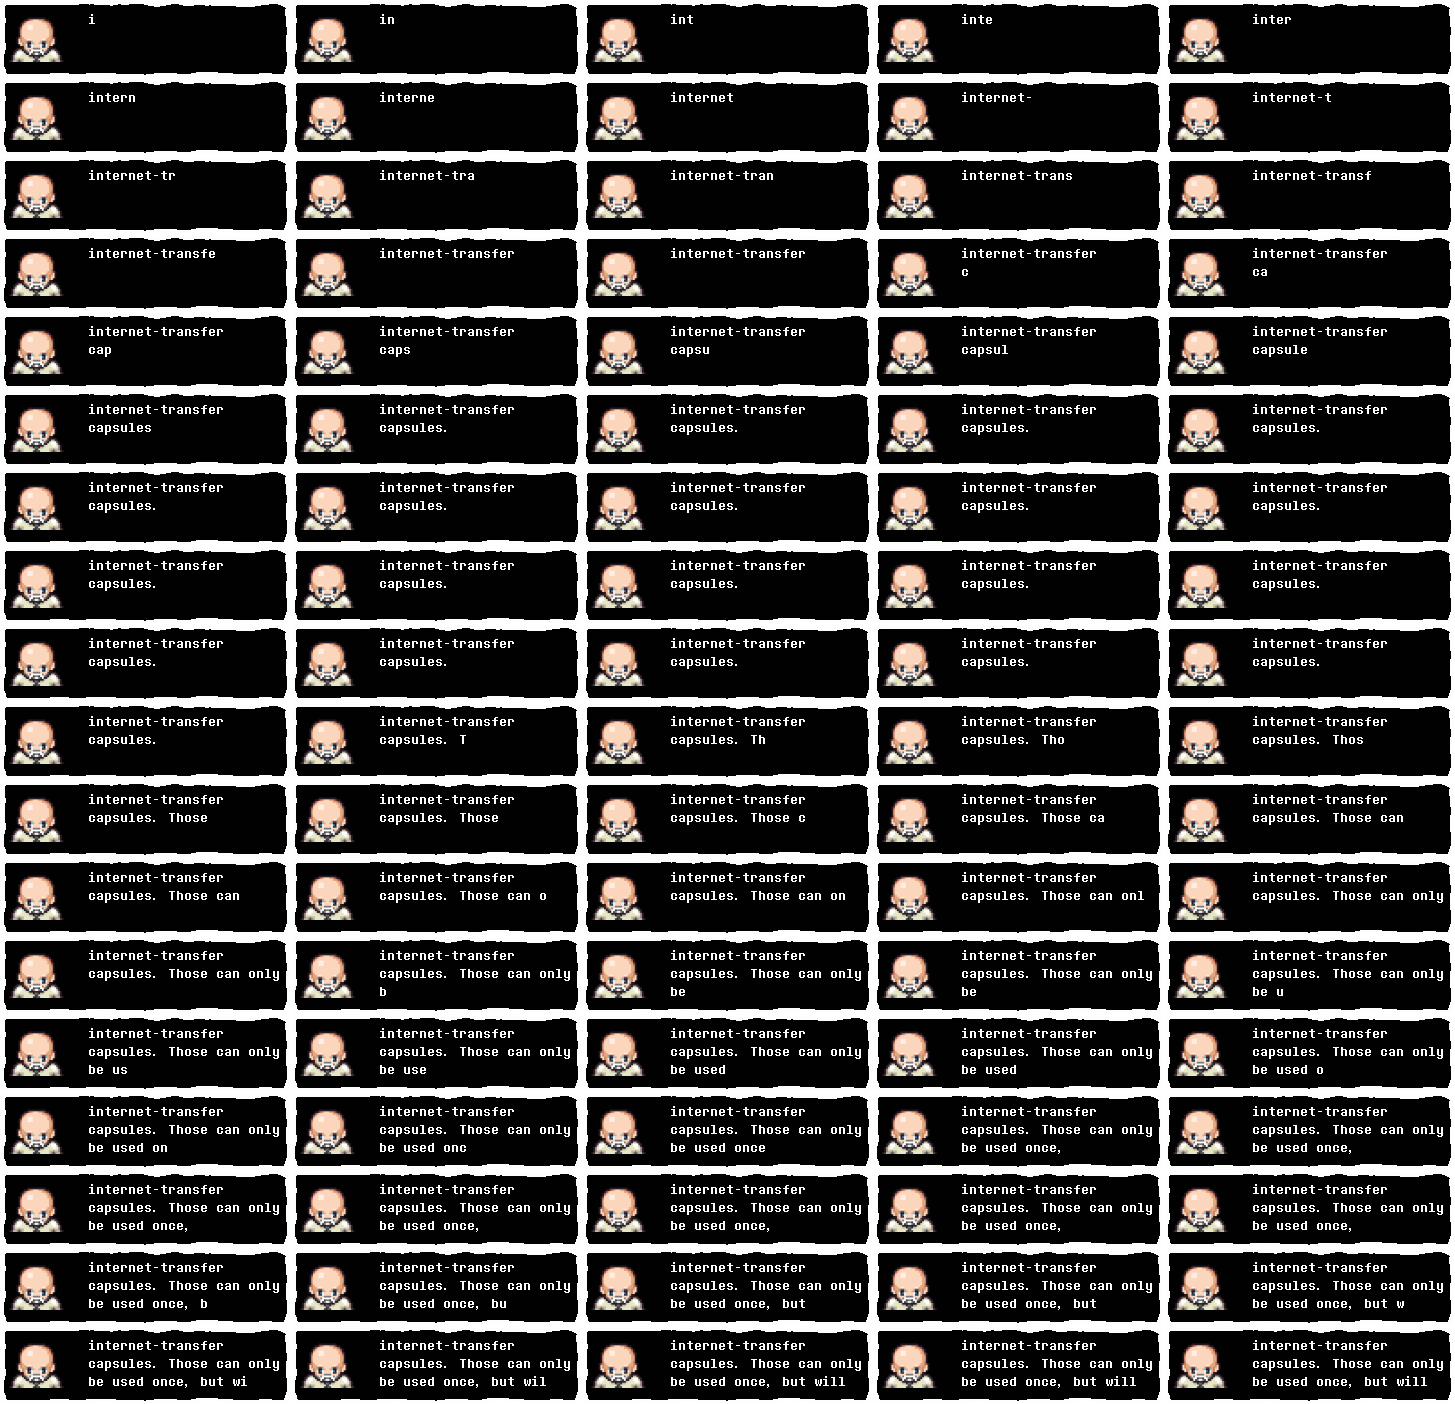 i
in
int
inte
inter
intern
interne
internet
internet-
internet-t
internet-tr
internet-tra
internet-tran
internet-trans
internet-transf
internet-transfe
internet-transfer
internet-transfer
internet-transfer
c
internet-transfer
ca
internet-transfer
cap
internet-transfer
caps
internet-transfer
capsu
internet-transfer
capsul
internet-transfer
capsule
internet-transfer
capsules
internet-transfer
capsules.
internet-transfer
capsules.
internet-transfer
capsules.
internet-transfer
capsules.
internet-transfer
capsules.
internet-transfer
capsules.
internet-transfer
capsules.
internet-transfer
capsules.
internet-transfer
capsules.
internet-transfer
capsules.
internet-transfer
capsules.
internet-transfer
capsules.
internet-transfer
capsules.
internet-transfer
capsules.
internet-transfer
capsules.
internet-transfer
capsules.
internet-transfer
capsules.
internet-transfer
capsules.
internet-transfer
capsules.
internet-transfer
capsules.
internet-transfer
capsules. T
internet-transfer
capsules. Th
internet-transfer
capsules. Tho
internet-transfer
capsules. Thos
internet-transfer
capsules. Those
internet-transfer
capsules. Those
internet-transfer
capsules. Those c
internet-transfer
capsules. Those ca
internet-transfer
capsules. Those can
internet-transfer
capsules. Those can
internet-transfer
capsules. Those can o
internet-transfer
capsules. Those can on
internet-transfer
capsules. Those can onl
internet-transfer
capsules. Those can only
internet-transfer
capsules. Those can only
internet-transfer
capsules. Those can only
b
internet-transfer
capsules. Those can only
be
internet-transfer
capsules. Those can only
be
internet-transfer
capsules. Those can only
be u
internet-transfer
capsules. Those can only
be us
internet-transfer
capsules. Those can only
be use
internet-transfer
capsules. Those can only
be used
internet-transfer
capsules. Those can only
be used
internet-transfer
capsules. Those can only
be used o
internet-transfer
capsules. Those can only
be used on
internet-transfer
capsules. Those can only
be used onc
internet-transfer
capsules. Those can only
be used once
internet-transfer
capsules. Those can only
be used once,
internet-transfer
capsules. Those can only
be used once,
internet-transfer
capsules. Those can only
be used once,
internet-transfer
capsules. Those can only
be used once,
internet-transfer
capsules. Those can only
be used once,
internet-transfer
capsules. Those can only
be used once,
internet-transfer
capsules. Those can only
be used once,
internet-transfer
capsules. Those can only
be used once, b
internet-transfer
capsules. Those can only
be used once, bu
internet-transfer
capsules. Those can only
be used once, but
internet-transfer
capsules. Those can only
be used once, but
internet-transfer
capsules. Those can only
be used once, but w
internet-transfer
capsules. Those can only
be used once, but wi
internet-transfer
capsules. Those can only
be used once, but wil
internet-transfer
capsules. Those can only
be used once, but will
internet-transfer
capsules. Those can only
be used once, but will
internet-transfer
capsules. Those can only
be used once, but will